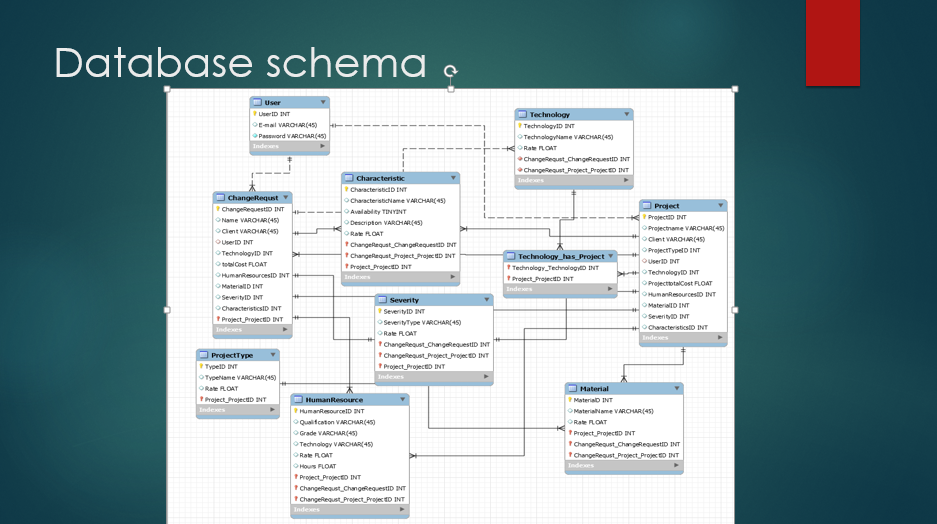 Database schema
User
UserID INT
E-mail VARCHAR(45)
Password VARCHAR(45)
Indexes
Technology
TechnologyID INT
TechnologyName VARCHAR(45)
Rate FLOAT
ChangeRequst_ChangeRequestID INT
ChangeRequst_Project_ProjectID INT
Indexes
Characteristic
CharacteristicID INT
CharacteristicName VARCHAR(45)
Availability TINYINT
Description VARCHAR(45)
Rate FLOAT
ChangeRequst_ChangeRequestID INT
ChangeRequst_Project_ProjectID INT
Project_ProjectID INT
Indexes
ChangeRequst
ChangeRequestID INT
Name VARCHAR(45)
Client VARCHAR(45)
UserID INT
TechnologyID INT
totalCost FLOAT
HumanResourcesID INT
MaterialID INT
SeverityID INT
CharacteristicsID INT
Project_ProjectID INT
Indexes
Project
ProjectID INT
Projectname VARCHAR(45)
Client VARCHAR(45)
ProjectTypeID INT
UserID INT
TechnologyID INT
ProjecttotalCost FLOAT
HumanResourcesID INT
MaterialID INT
SeverityID INT
CharacteristicsID INT
Indexes
Technology_has_Project
Technology_TechnologyID INT
Project_ProjectID INT
Indexes
Severity
SeverityID INT
SeverityType VARCHAR(45)
Rate FLOAT
ChangeRequst_ChangeRequestID INT
ChangeRequst_Project_ProjectID INT
Project_ProjectID INT
Indexes
ProjectType
TypeID INT
TypeName VARCHAR(45)
Rate FLOAT
Project_ProjectID INT
Indexes
HumanResource
HumanResourceID INT
Qualification VARCHAR(45)
Grade VARCHAR(45)
Technology VARCHAR(45)
Rate FLOAT
Hours FLOAT
Project_ProjectID INT
ChangeRequst_ChangeRequestID INT
ChangeRequst_Project_ProjectID INT
Indexes
Material
MaterialD INT
MaterialName VARCHAR(45)
Rate FLOAT
Project_ProjectID INT
ChangeRequst_ChangeRequestID INT
ChangeRequst_Project_ProjectID INT
Indexes